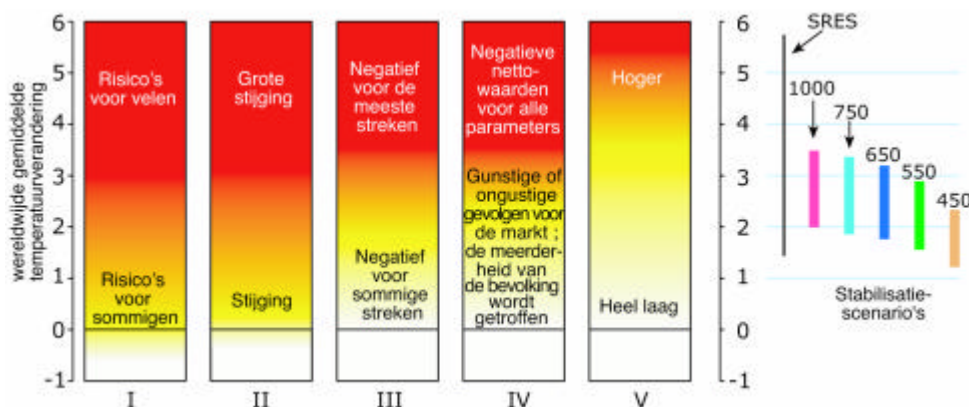 wereldwijde gemiddelde
temperatuurverandering
6
5
4
3
2
1
0
-1
Risico's
voor velen
Risico's
voor
sommigen
I
Grote
stijging
Stijging
II
Negatief
voor de
meeste
streken
Negatief
voor
sommige
streken
III
Negatieve
netto-
waarden
voor alle
parameters
Gunstige of
ongustige
gevolgen voor
de markt ;
de meerder-
heid van
de bevolking
wordt
getroffen
IV
Hoger
Heel laag
V
6
5
4
3
2
1
0
-1
SRES
1000
750
650
550
450
Stabilisatie-
scenario's